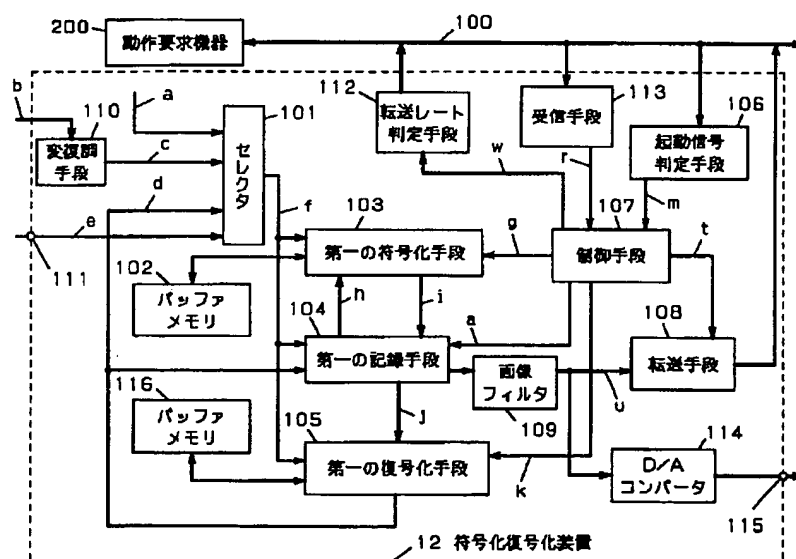 200
動作要求機器
100
b
110
変復調
手段
a
c
d
e
111
101
セレクタ
f
112
転送レート
判定手段
w
113
受信手段
r
106
起動信号
判定手段
m
103
第一の符号化手段
g
107
制御手段
t
102
バッファ
メモリ
h
i
104
第一の記録手段
a
画像
フィルタ
109
u
108
転送手段
116
バッファ
メモリ
j
105
第一の復号化手段
k
114
D/A
コンバータ
115
12 符号化復号化装置